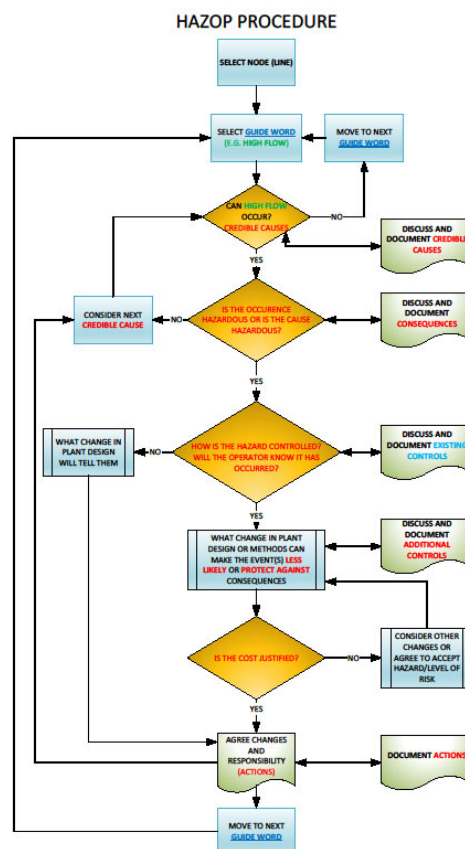 HAZOP PROCEDURE
SELECT NODE (LINE)
SELECT GUIDE WORD
(E.G. HIGH FLOW)
MOVE TO NEXT
GUIDE WORD
CAN HIGH FLOW
OCCUR?
CREDIBLE CAUSES
NO
DISCUSS AND
DOCUMENT CREDIBLE
CAUSES
YES
CONSIDER NEXT
CREDIBLE CAUSE
NO
IS THE OCCURENCE
HAZARDOUS OR IS THE CAUSE
HAZARDOUS?
DISCUSS AND
DOCUMENT
CONSEQUENCES
YES
WHAT CHANGE IN
PLANT DESIGN
WILL TELL THEM
NO
HOW IS THE HAZARD CONTROLLED?
WILL THE OPERATOR KNOW IT HAS
OCCURRED?
DISCUSS AND
DOCUMENT EXISTING
CONTROLS
YES
WHAT CHANGE IN PLANT
DESIGN OR METHODS CAN
MAKE THE EVENT(S) LESS
LIKELY OR PROTECT AGAINST
CONSEQUENCES
DISCUSS AND
DOCUMENT
ADDITIONAL
CONTROLS
IS THE COST JUSTIFIED?
NO
CONSIDER OTHER
CHANGES OR
AGREE TO ACCEPT
HAZARD/LEVEL OF
RISK
YES
AGREE CHANGES
AND
RESPONSIBILITY
(ACTIONS)
DOCUMENT ACTIONS
MOVE TO NEXT
GUIDE WORD